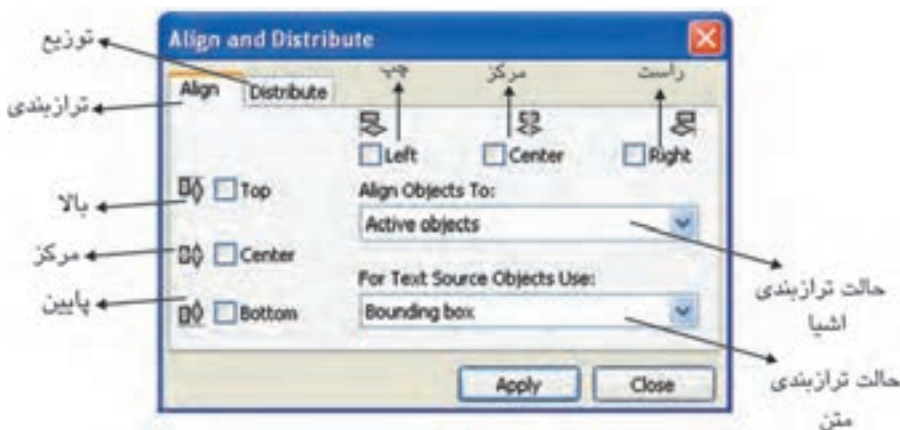 Align and Distribute
توزیع
ترازبندی
Align
Distribute
چپ
مرکز
راست
Left
Center
Right
بالا
Top
Align Objects To:
Active objects
مرکز
Center
For Text Source Objects Use:
پایین
Bottom
Bounding box
حالت ترازبندی
اشیا
Apply
Close
حالت ترازبندی
متن